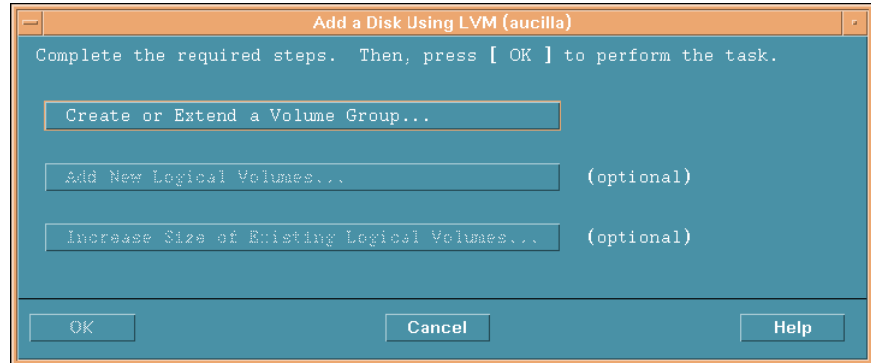 Add a Disk Using LVM (aucilla)
Complete the required steps.  Then, press [ OK ] to perform the task.
Create or Extend a Volume Group...
Add New Logical Volumes...   (optional)
Increase Size of Existing Logical Volumes...   (optional)
OK   Cancel   Help